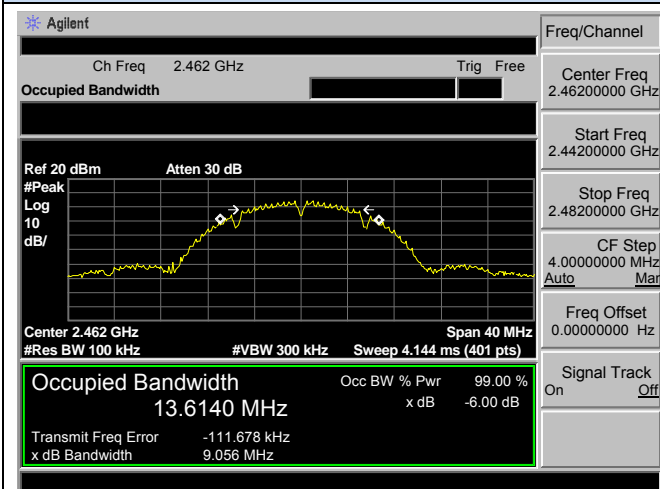 Agilent
Freq/Channel
Ch Freq 2.462 GHz Trig Free
Occupied Bandwidth
Center Freq
2.46200000 GHz
Start Freq
2.44200000 GHz
Stop Freq
2.48200000 GHz
CF Step
4.00000000 MHz
Auto Man
Freq Offset
0.00000000 Hz
Signal Track
On Off
Ref 20 dBm Atten 30 dB
#Peak
Log
10
dB/
Center 2.462 GHz Span 40 MHz
#Res BW 100 kHz #VBW 300 kHz Sweep 4.144 ms (401 pts)
Occupied Bandwidth Occ BW % Pwr 99.00 %
13.6140 MHz x dB -6.00 dB
Transmit Freq Error -111.678 kHz
x dB Bandwidth 9.056 MHz